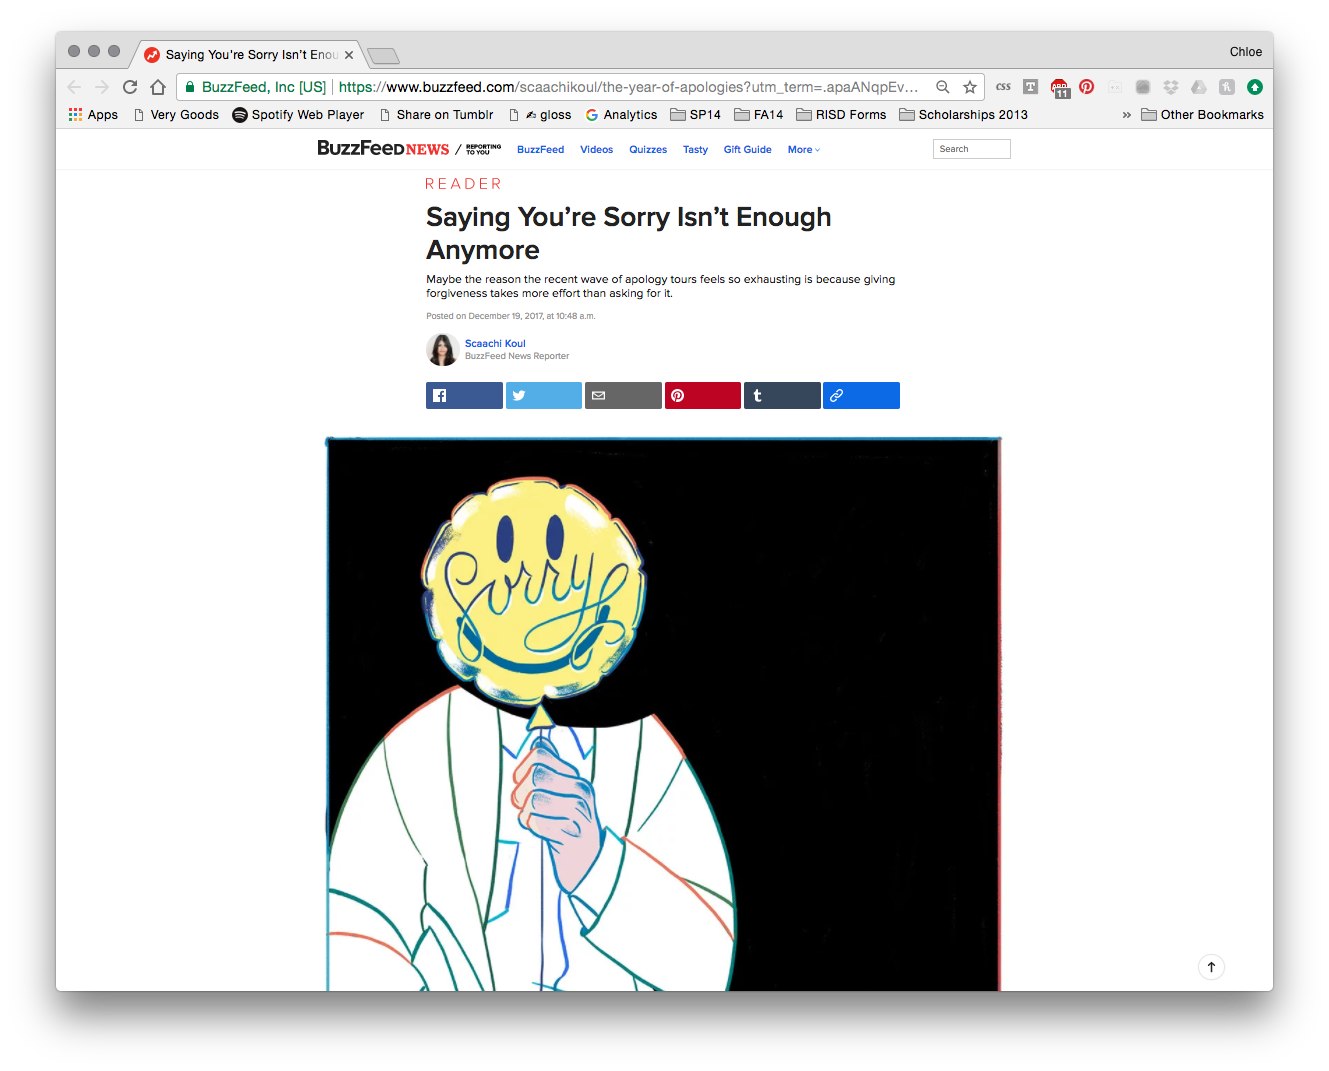 Saying You're Sorry Isn't Enou
Chloe
BuzzFeed, Inc [US] https://www.buzzfeed.com/scaachikoul/the-year-of-apologies?utm_term=.apaANqpEv...
css T ABP 11
Apps Very Goods Spotify Web Player Share on Tumblr ✍ gloss Analytics SP14 FA14 RISD Forms Scholarships 2013 » Other Bookmarks
BuzzFeed NEWS / REPORTING TO YOU BuzzFeed Videos Quizzes Tasty Gift Guide More Search
READER
Saying You're Sorry Isn't Enough
Anymore
Maybe the reason the recent wave of apology tours feels so exhausting is because giving
forgiveness takes more effort than asking for it.
Posted on December 19, 2017, at 10:48 a.m.
Scaachi Koul
BuzzFeed News Reporter
Sorry